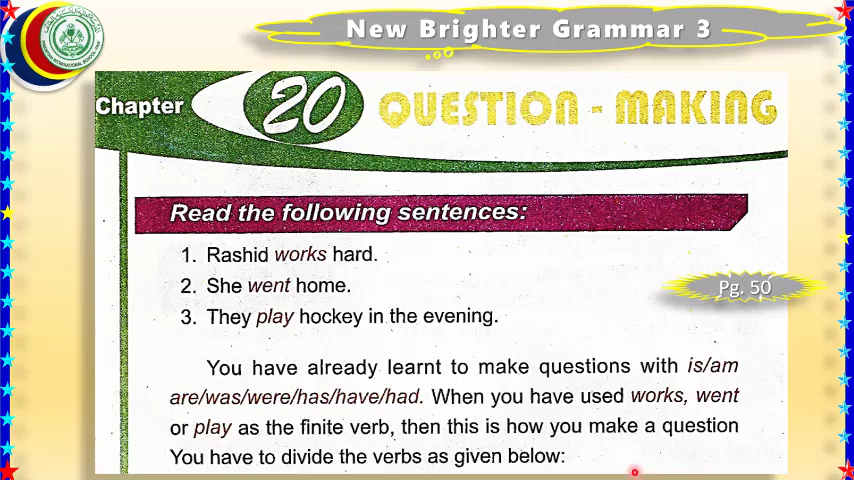 New Brighter Grammar 3
Chapter 20 QUESTION - MAKING
Read the following sentences:
1. Rashid works hard.
2. She went home.
Pg. 50
3. They play hockey in the evening.
You have already learnt to make questions with is/am
are/was/were/has/have/had. When you have used works, went
or play as the finite verb, then this is how you make a question
You have to divide the verbs as given below: